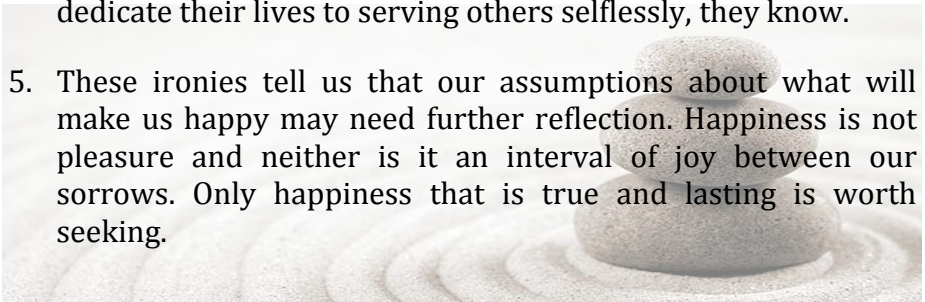 dedicate their lives to serving others selflessly, they know.
5. These ironies tell us that our assumptions about what will
make us happy may need further reflection. Happiness is not
pleasure and neither is it an interval of joy between our
sorrows. Only happiness that is true and lasting is worth
seeking.